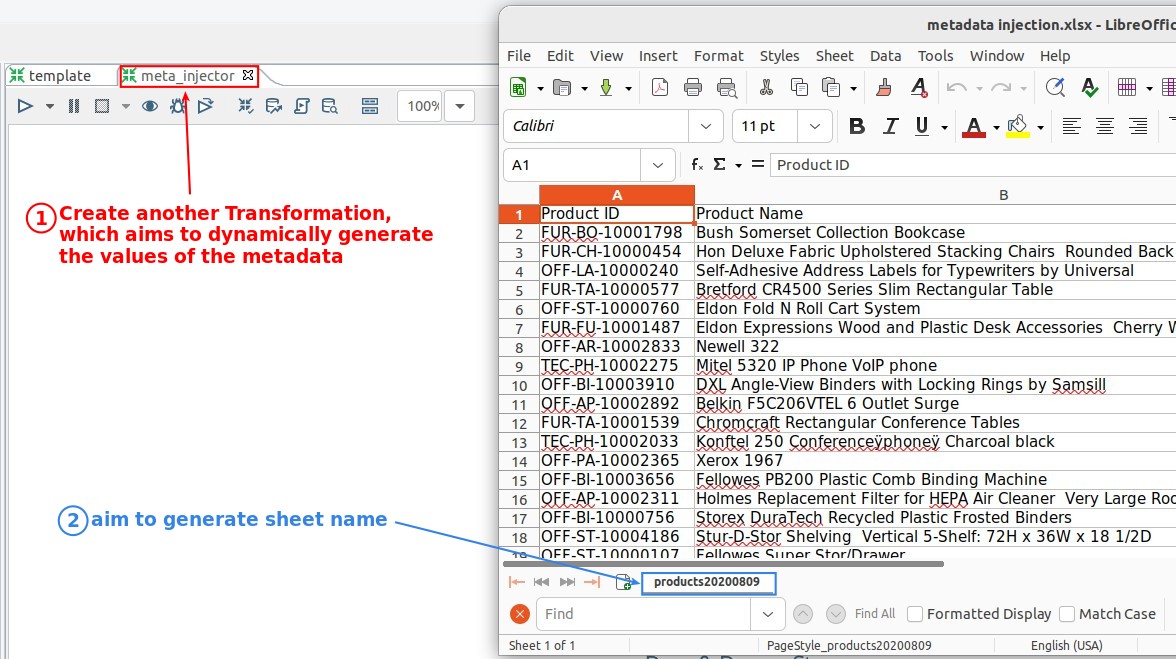 template
meta_injector
100%
1 Create another Transformation,
which aims to dynamically generate
the values of the metadata
2 aim to generate sheet name
metadata injection.xlsx - LibreOffic
File Edit View Insert Format Styles Sheet Data Tools Window Help
Calibri 11 pt B I U A
A1 fx Σ = Product ID
A B
1 Product ID Product Name
2 FUR-BO-10001798 Bush Somerset Collection Bookcase
3 FUR-CH-10000454 Hon Deluxe Fabric Upholstered Stacking Chairs Rounded Back
4 OFF-LA-10000240 Self-Adhesive Address Labels for Typewriters by Universal
5 FUR-TA-10000577 Bretford CR4500 Series Slim Rectangular Table
6 OFF-ST-10000760 Eldon Fold N Roll Cart System
7 FUR-FU-10001487 Eldon Expressions Wood and Plastic Desk Accessories Cherry W
8 OFF-AR-10002833 Newell 322
9 TEC-PH-10002275 Mitel 5320 IP Phone VoIP phone
10 OFF-BI-10003910 DXL Angle-View Binders with Locking Rings by Samsill
11 OFF-AP-10002892 Belkin F5C206VTEL 6 Outlet Surge
12 FUR-TA-10001539 Chromcraft Rectangular Conference Tables
13 TEC-PH-10002033 Konftel 250 Conferenceÿphoneÿ Charcoal black
14 OFF-PA-10002365 Xerox 1967
15 OFF-BI-10003656 Fellowes PB200 Plastic Comb Binding Machine
16 OFF-AP-10002311 Holmes Replacement Filter for HEPA Air Cleaner Very Large Roo
17 OFF-BI-10000756 Storex DuraTech Recycled Plastic Frosted Binders
18 OFF-ST-10004186 Stur-D-Stor Shelving Vertical 5-Shelf: 72H x 36W x 18 1/2D
19 OFF-ST-10000107 Fellowes Super Stor/Drawer
products20200809
Find Find All Formatted Display Match Case
Sheet 1 of 1 PageStyle_products20200809 English (USA)